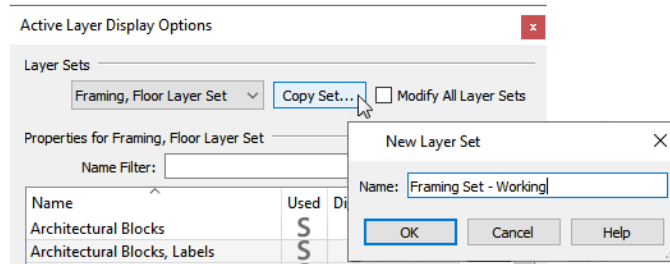 Active Layer Display Options
x
Layer Sets
Framing, Floor Layer Set Copy Set... Modify All Layer Sets
Properties for Framing, Floor Layer Set
New Layer Set
Name Filter:
Name: Framing Set - Working
Name Used
Architectural Blocks S
OK Cancel Help
Architectural Blocks, Labels S